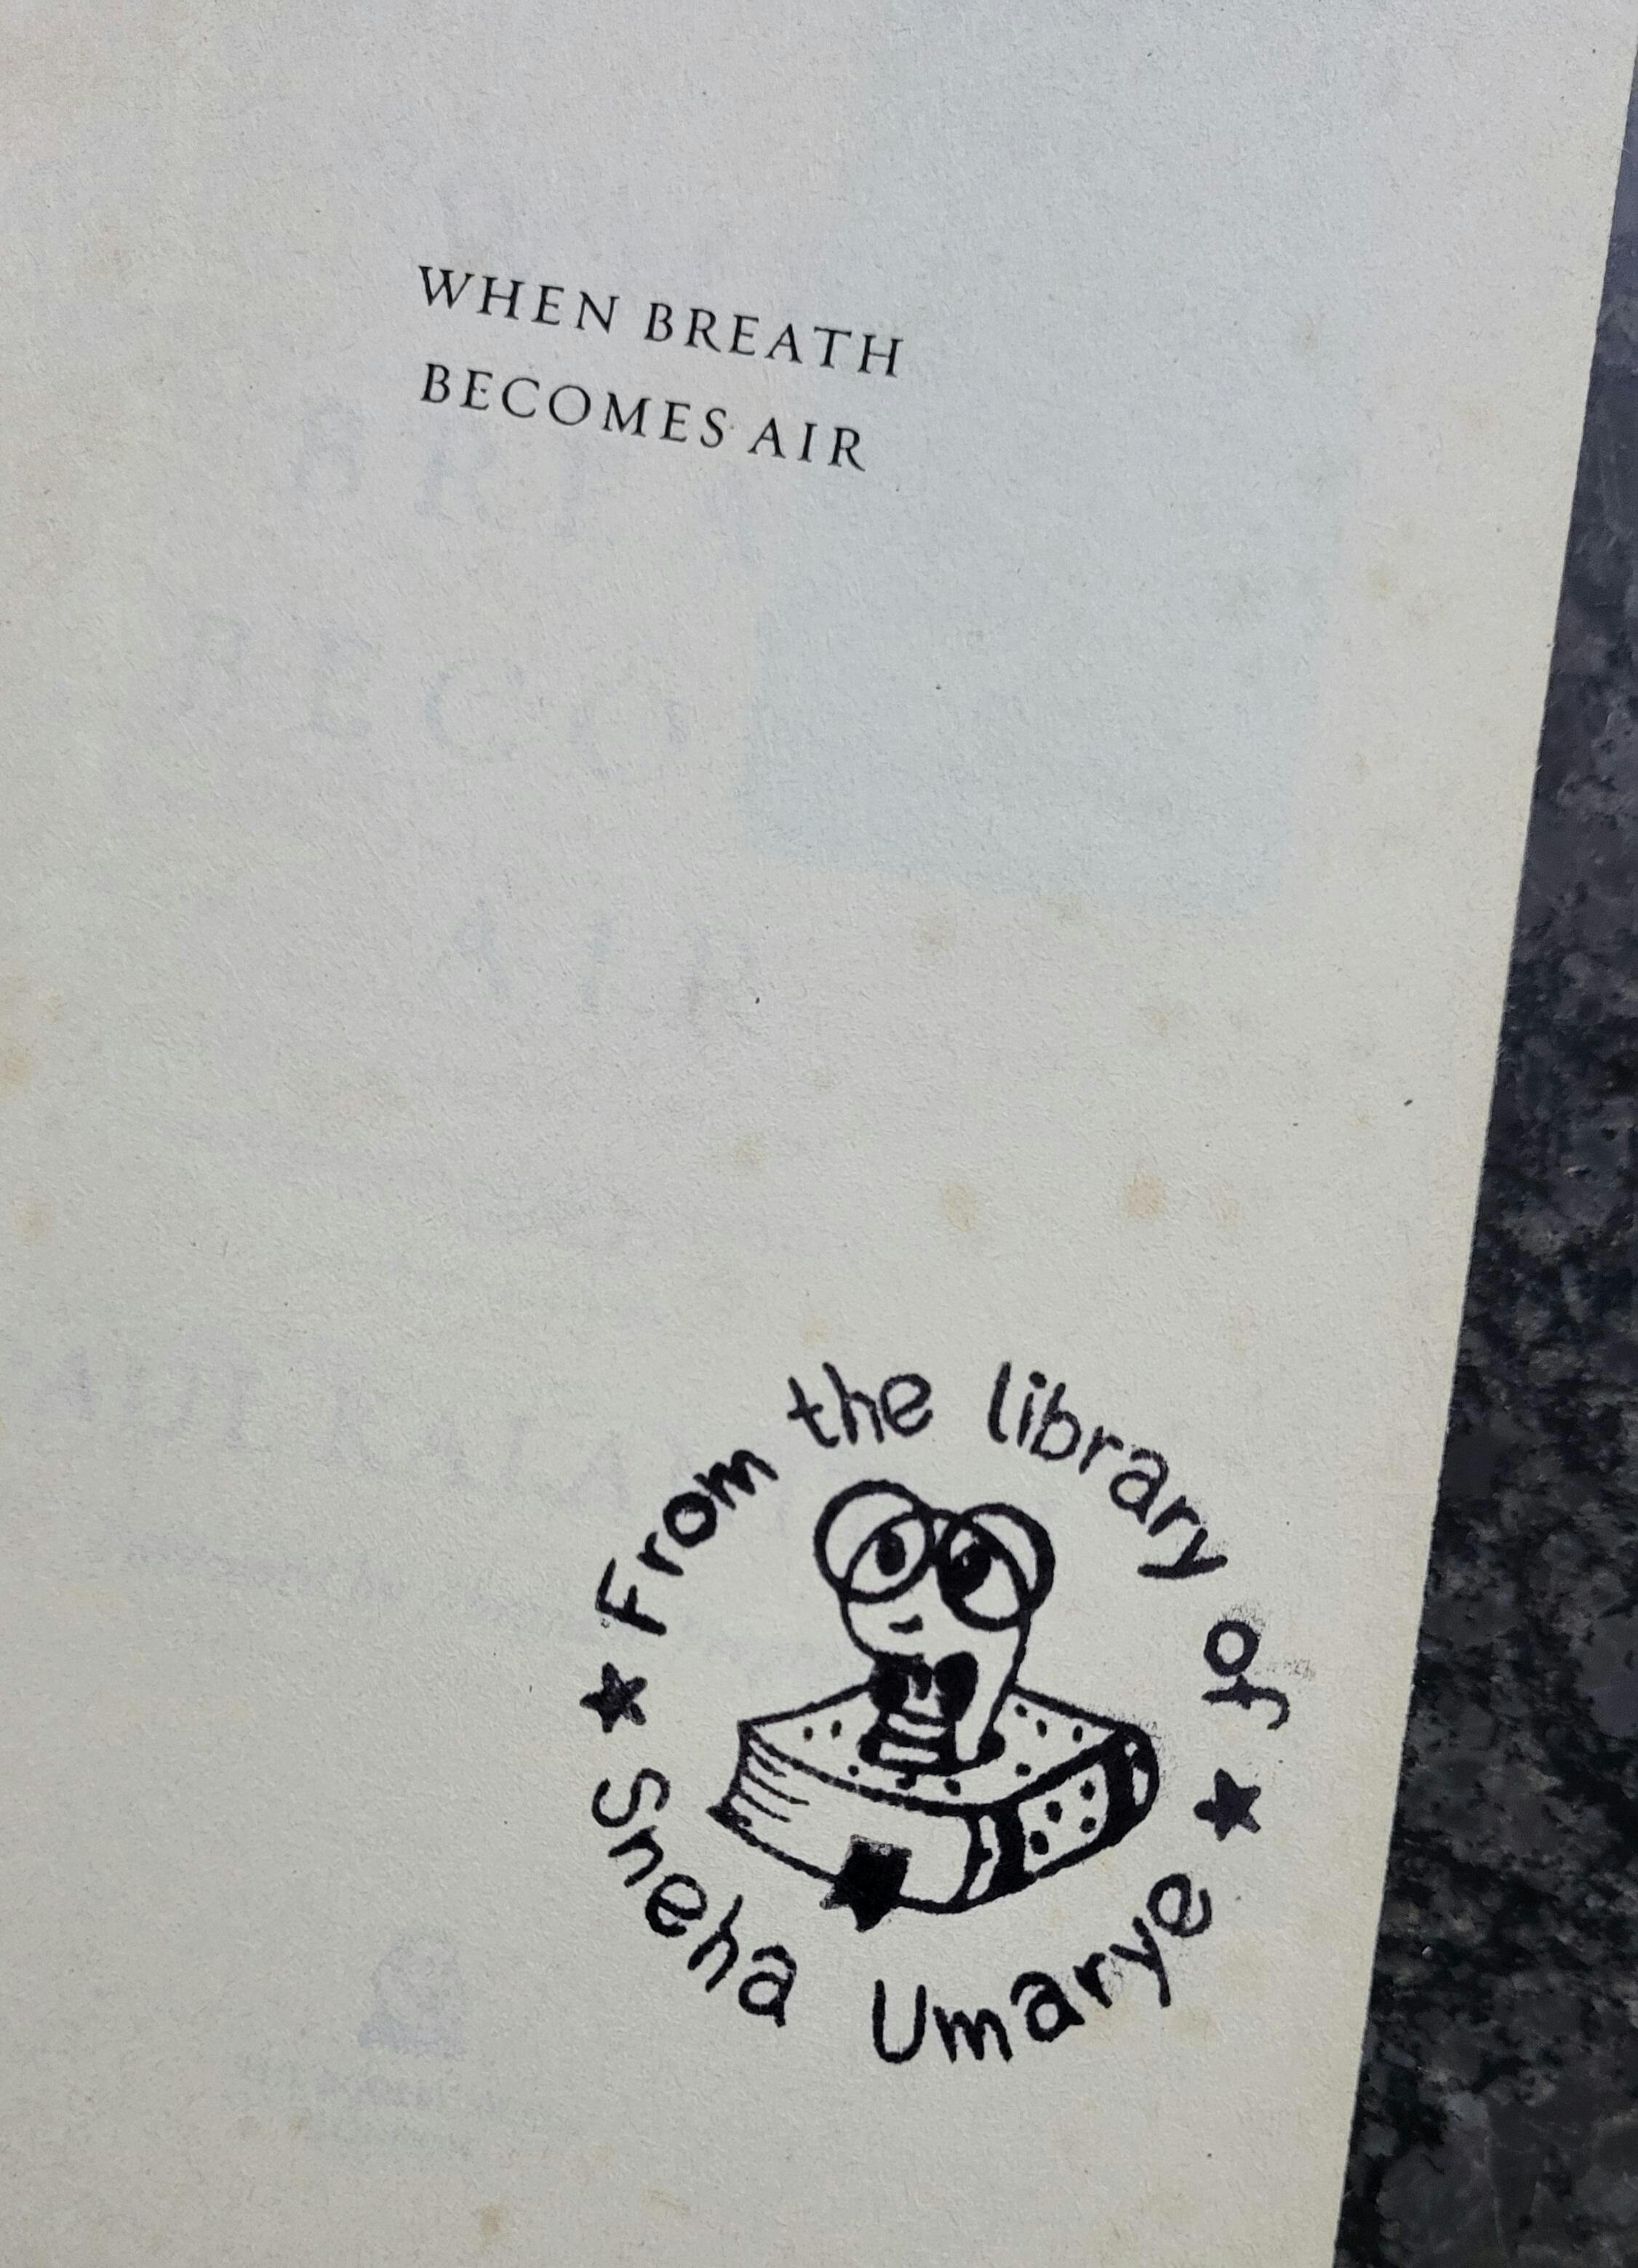 WHEN BREATH
BECOMES AIR
From the library of
Sneha Umarye